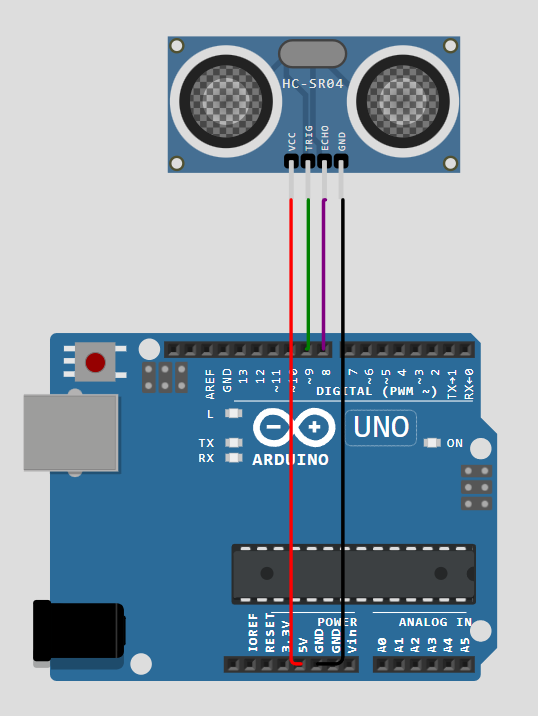 HC-SR04
VCC
TRIG
ECHO
GND
AREF
GND
13
12
~11
~10
~9
8
7
~6
~5
4
~3
2
TX→1
RX←0
DIGITAL (PWM ~)
L
TX
RX
ARDUINO
UNO
ON
POWER
ANALOG IN
IOREF
RESET
3.3V
5V
GND
GND
Vin
A0
A1
A2
A3
A4
A5